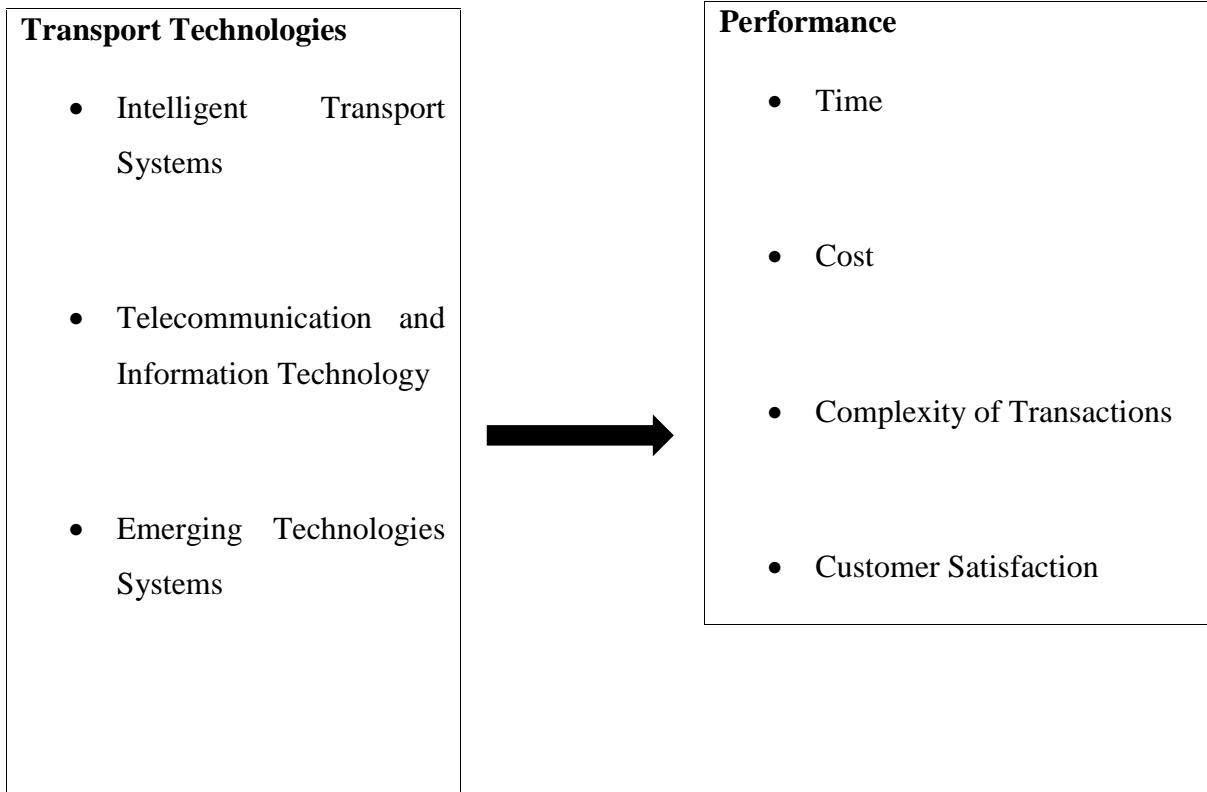 Transport Technologies
• Intelligent Transport
Systems
• Telecommunication and
Information Technology
• Emerging Technologies
Systems
Performance
• Time
• Cost
• Complexity of Transactions
• Customer Satisfaction